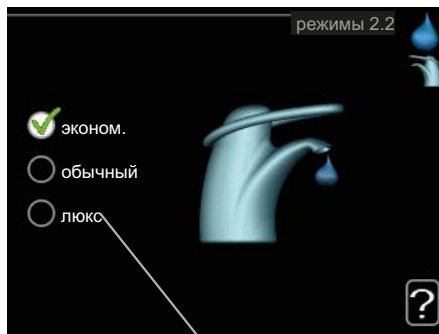 режимы 2.2
эконом.
обычный
люкс
?